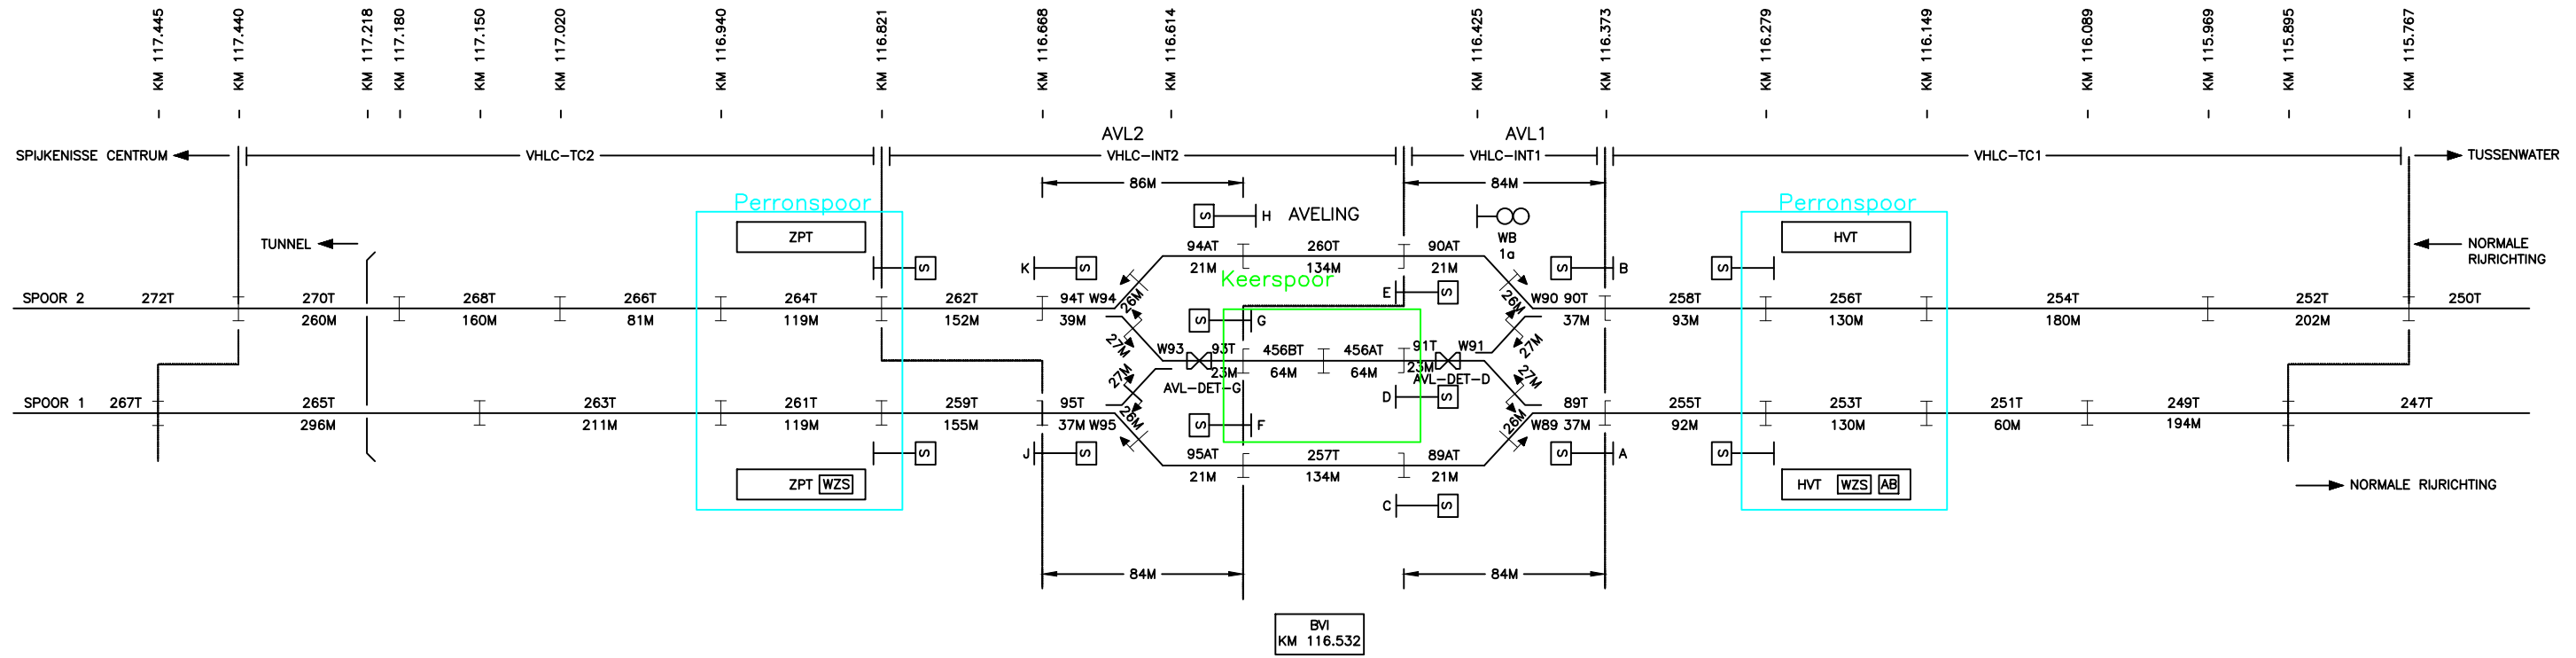 KM 117.445
KM 117.440
KM 117.218
KM 117.180
KM 117.150
KM 117.020
KM 116.940
KM 116.821
KM 116.668
KM 116.614
KM 116.425
KM 116.373
KM 116.279
KM 116.149
KM 116.089
KM 115.969
KM 115.895
KM 115.767
AVL2 AVL1
SPIJKENISSE CENTRUM VHLC-TC2 VHLC-INT2 VHLC-INT1 VHLC-TC1 TUSSENWATER
86M 84M
Perronspoor Perronspoor
S H AVELING
ZPT WB HVT
1a
TUNNEL NORMALE
RIJRICHTING
94AT 260T 90AT
21M 134M 21M
S K S S B S
Keerspoor
E S
SPOOR 2 272T 270T 268T 266T 264T 262T 94T W94 26M 26M W90 90T 258T 256T 254T 252T 250T
260M 160M 81M 119M 152M 39M 37M 93M 130M 180M 202M
S G
27M 27M
W93 93T 456BT 456AT 91T W91
23M 64M 64M 23M
27M AVL-DET-G AVL-DET-D 27M
D S
SPOOR 1 267T 265T 263T 261T 259T 95T 26M 26M 89T 255T 253T 251T 249T 247T
296M 211M 119M 155M 37M W95 W89 37M 92M 130M 60M 194M
S F
S J S S A S
95AT 257T 89AT
21M 134M 21M
ZPT WZS HVT WZS AB NORMALE RIJRICHTING
C S
84M 84M
BVI
KM 116.532